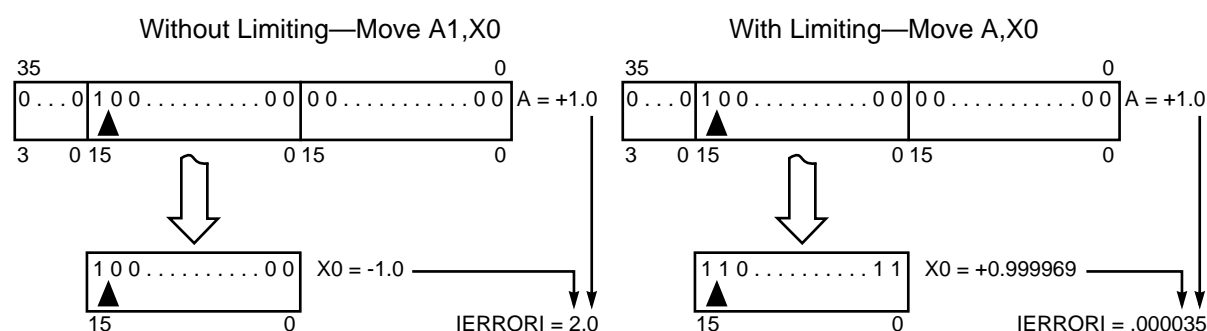 Without Limiting—Move A1,X0
35 0
0 . . . 0 1 0 0 . . . . . . . . . . 0 0 0 0 . . . . . . . . . . . 0 0 A = +1.0
3 0 15 0 15 0
1 0 0 . . . . . . . . . . 0 0 X0 = -1.0
15 0 IERRORI = 2.0
With Limiting—Move A,X0
35 0
0 . . . 0 1 0 0 . . . . . . . . . . 0 0 0 0 . . . . . . . . . . . 0 0 A = +1.0
3 0 15 0 15 0
1 1 0 . . . . . . . . . . 1 1 X0 = +0.999969
15 0 IERRORI = .000035